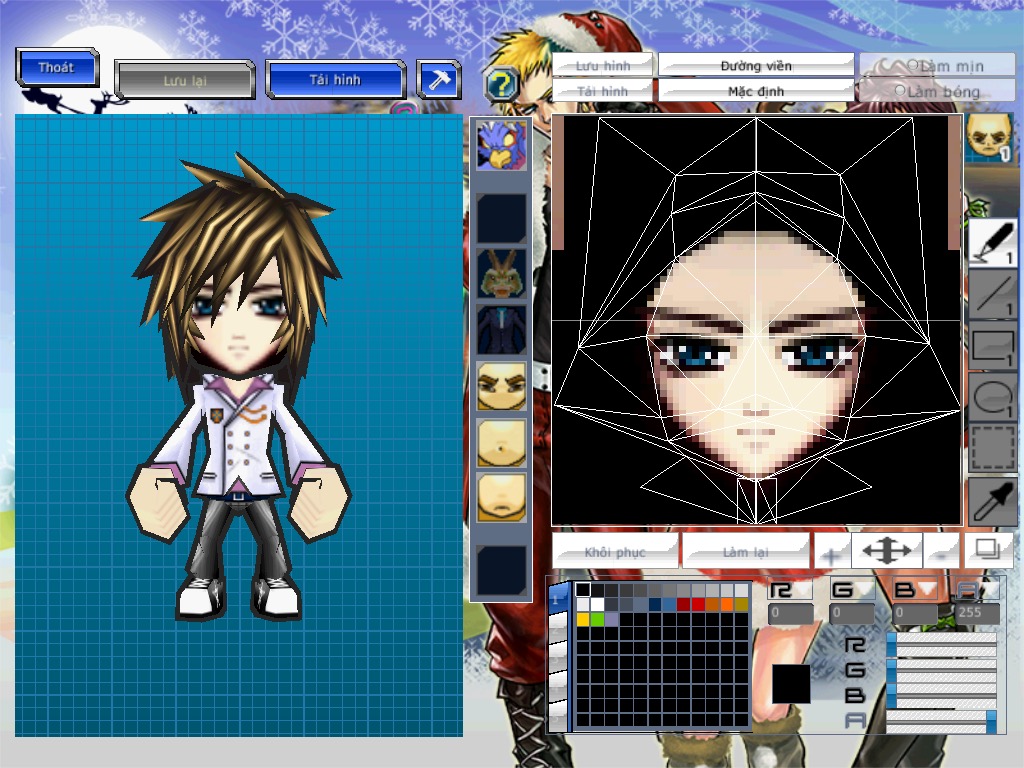 Thoát
Lưu lại
Tải hình
?
Lưu hình
Đường viền
Làm mịn
Tải hình
Mặc định
Làm bóng
1
1
1
1
1
Khôi phục
Làm lại
+
-
1
R G B A
0 0 0 255
R
G
B
A